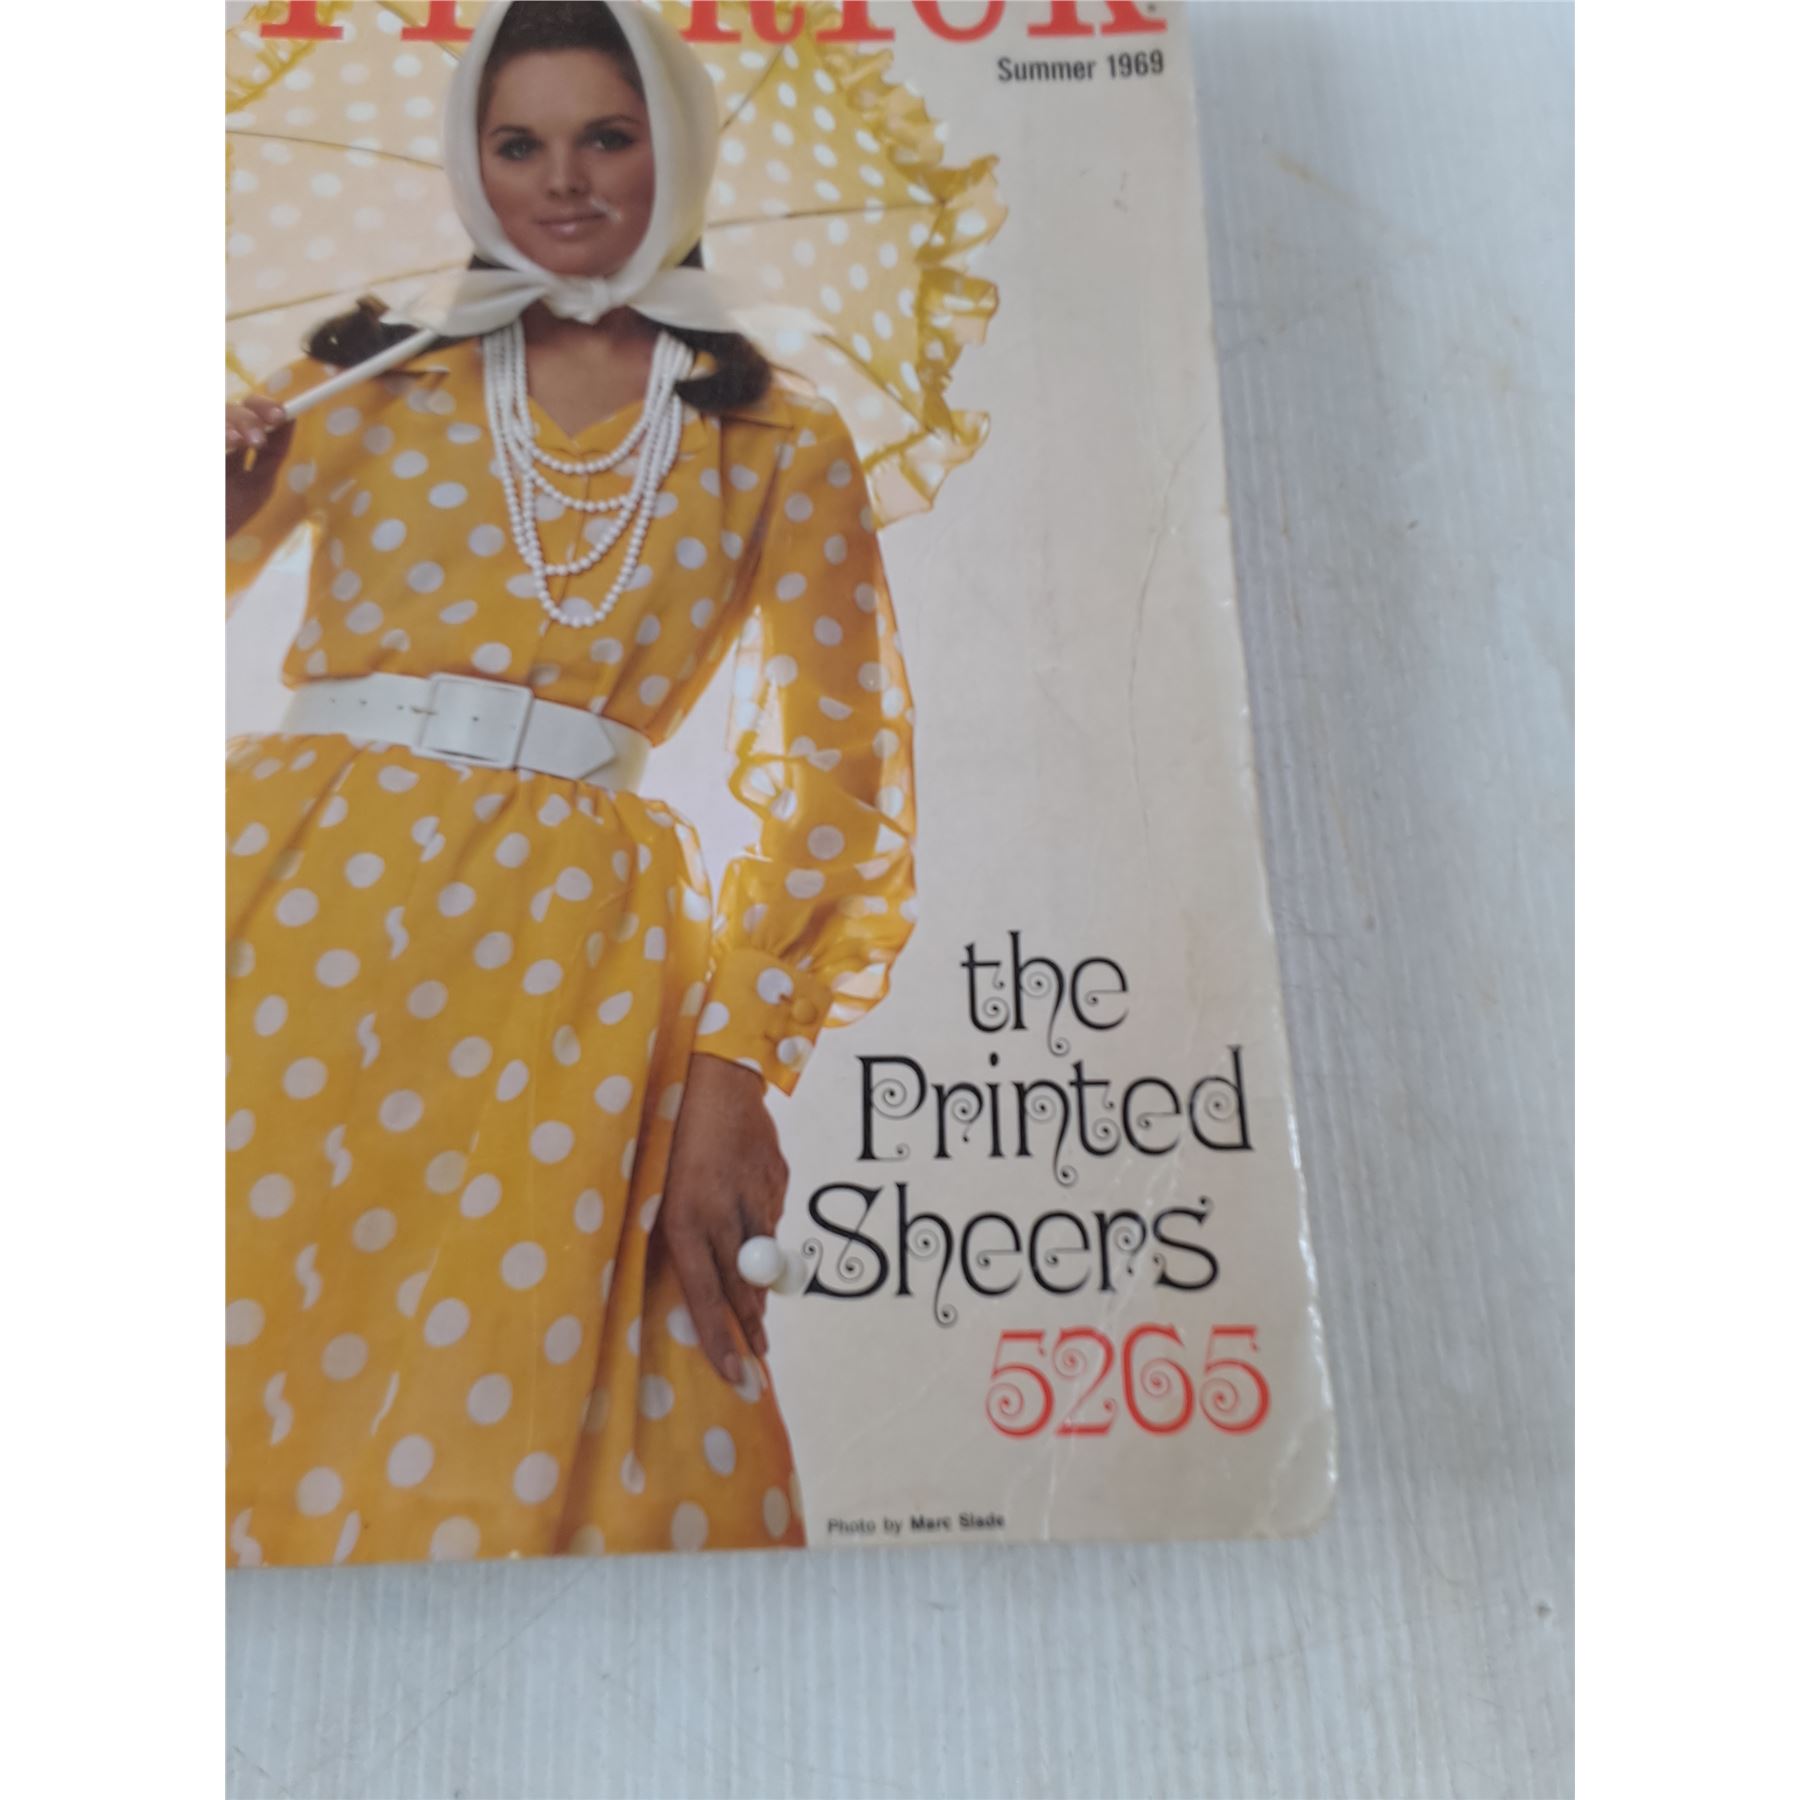 Summer 1969
the
Printed
Sheers
5265
Photo by Marc Slade